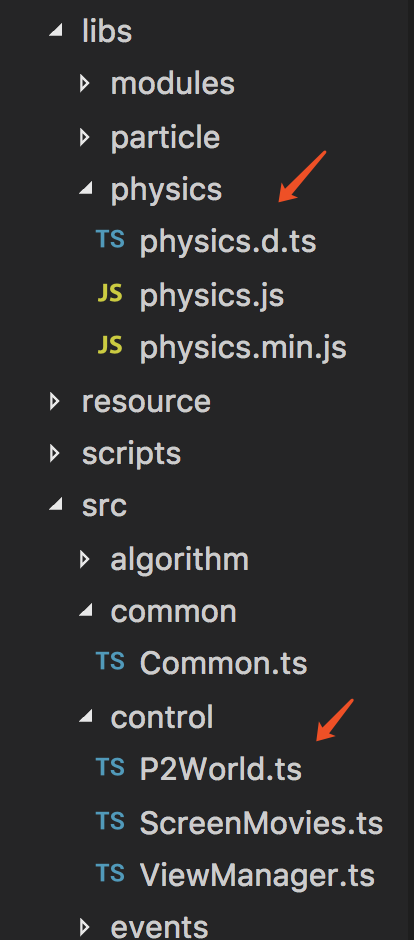 libs
modules
particle
physics
TS physics.d.ts
JS physics.js
JS physics.min.js
resource
scripts
src
algorithm
common
TS Common.ts
control
TS P2World.ts
TS ScreenMovies.ts
TS ViewManager.ts
events